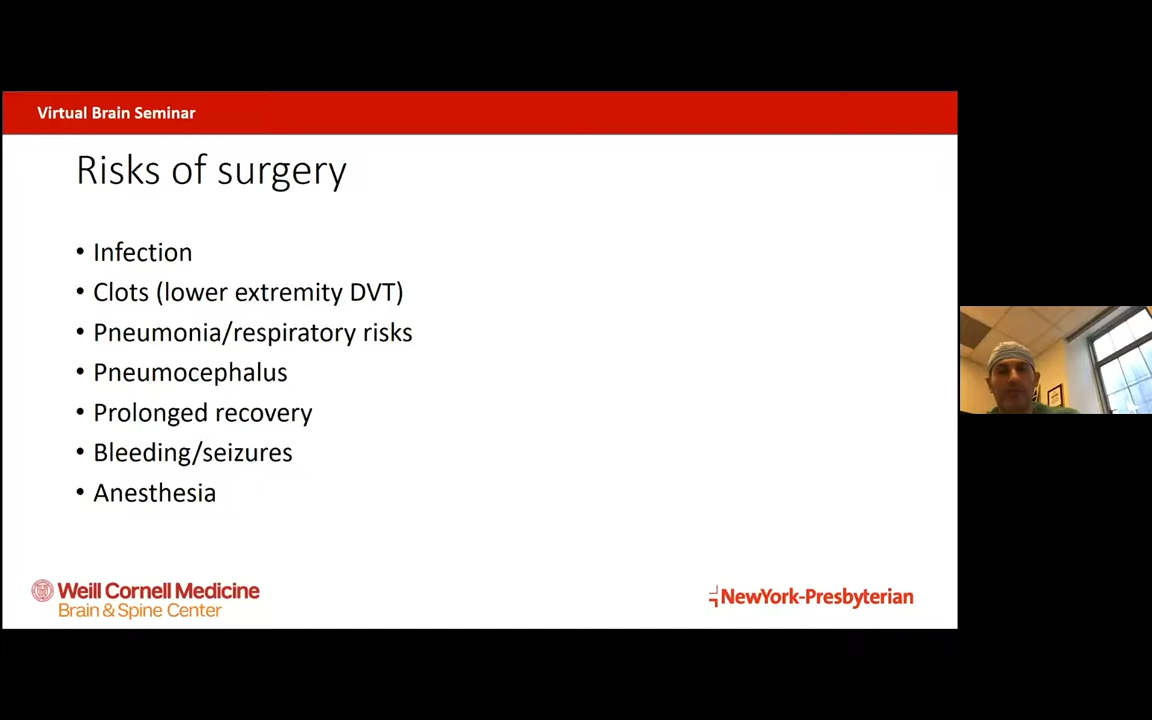 Virtual Brain Seminar
Risks of surgery
• Infection
• Clots (lower extremity DVT)
• Pneumonia/respiratory risks
• Pneumocephalus
• Prolonged recovery
• Bleeding/seizures
• Anesthesia
Weill Cornell Medicine
Brain & Spine Center
NewYork-Presbyterian